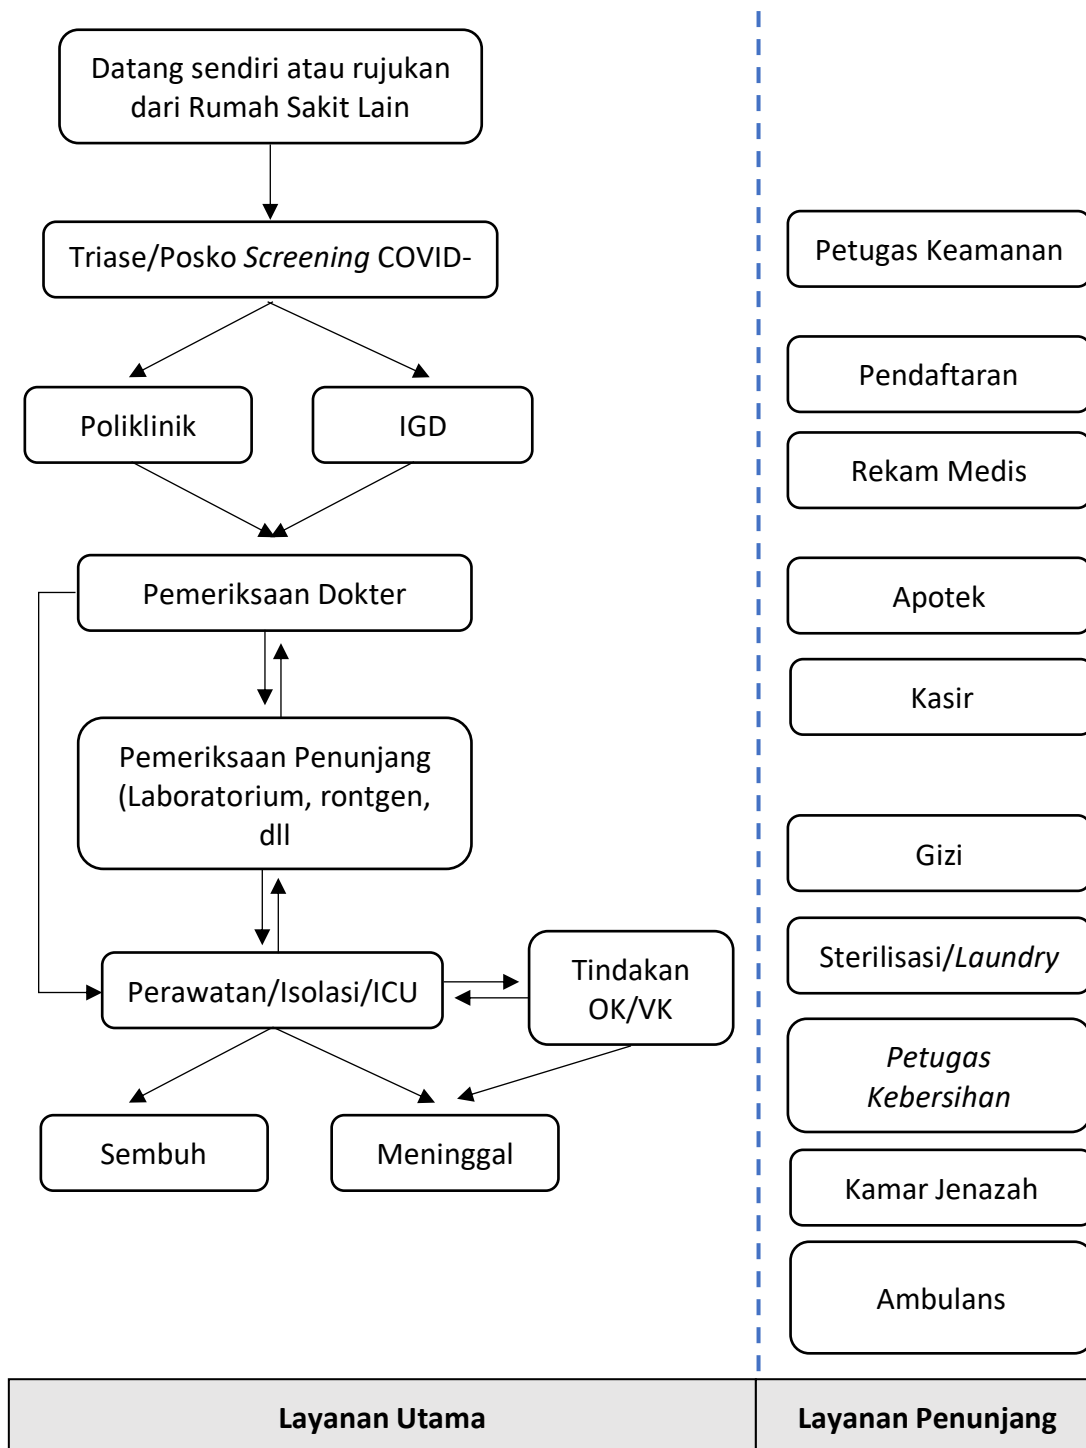 Datang sendiri atau rujukan
dari Rumah Sakit Lain
Triase/Posko Screening COVID-
Poliklinik
IGD
Pemeriksaan Dokter
Pemeriksaan Penunjang
(Laboratorium, rontgen,
dll
Perawatan/Isolasi/ICU
Tindakan
OK/VK
Sembuh
Meninggal
Petugas Keamanan
Pendaftaran
Rekam Medis
Apotek
Kasir
Gizi
Sterilisasi/Laundry
Petugas
Kebersihan
Kamar Jenazah
Ambulans
Layanan Utama
Layanan Penunjang